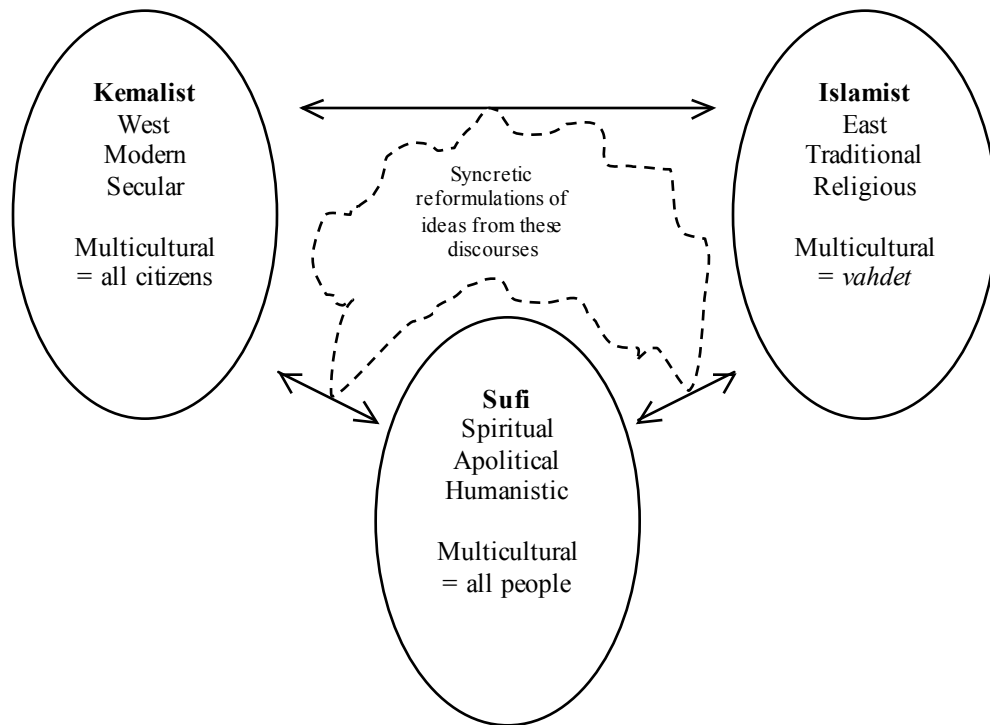 Kemalist
West
Modern
Secular
Multicultural
= all citizens
Syncretic
reformulations of
ideas from these
discourses
Islamist
East
Traditional
Religious
Multicultural
= vahdet
Sufi
Spiritual
Apolitical
Humanistic
Multicultural
= all people